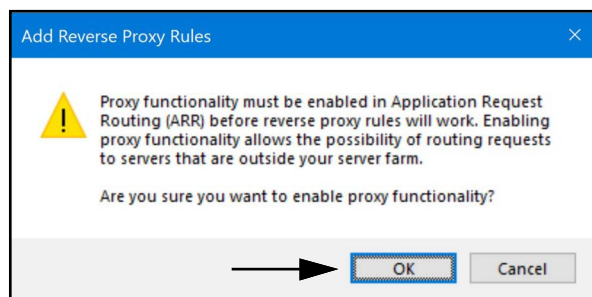 Add Reverse Proxy Rules
Proxy functionality must be enabled in Application Request
Routing (ARR) before reverse proxy rules will work. Enabling
proxy functionality allows the possibility of routing requests
to servers that are outside your server farm.
Are you sure you want to enable proxy functionality?
OK
Cancel